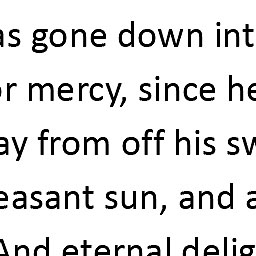 as gone down int
or mercy, since he
ay from off his sw
easant sun, and a
And eternal delig